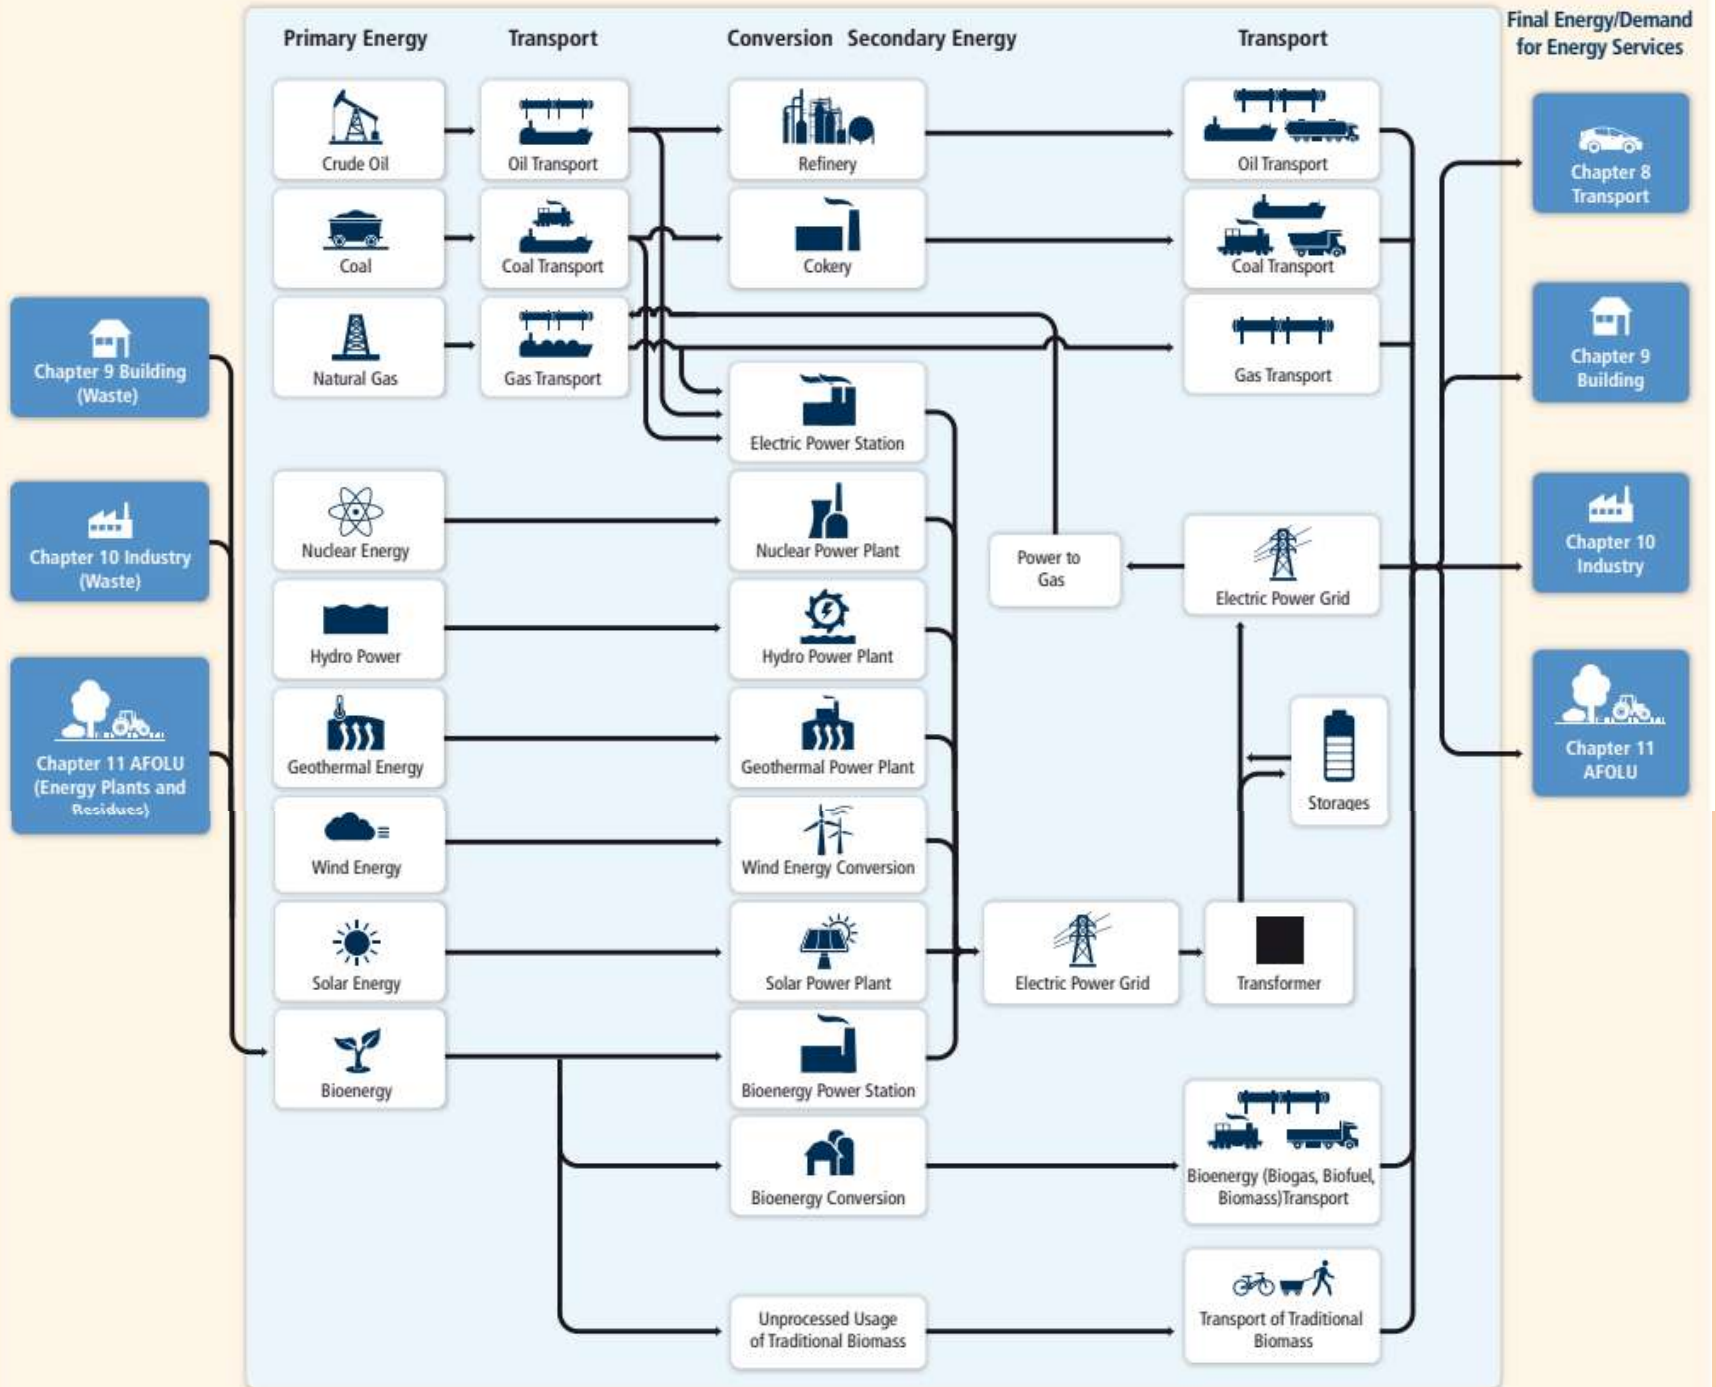 Primary Energy
Transport
Conversion
Secondary Energy
Transport
Final Energy/Demand
for Energy Services
Crude Oil
Oil Transport
Refinery
Oil Transport
Chapter 8
Transport
Coal
Coal Transport
Cokery
Coal Transport
Chapter 9 Building
(Waste)
Natural Gas
Gas Transport
Gas Transport
Chapter 9
Building
Electric Power Station
Chapter 10 Industry
(Waste)
Nuclear Energy
Nuclear Power Plant
Power to
Gas
Electric Power Grid
Chapter 10
Industry
Hydro Power
Hydro Power Plant
Chapter 11 AFOLU
(Energy Plants and
Residues)
Geothermal Energy
Geothermal Power Plant
Storages
Chapter 11
AFOLU
Wind Energy
Wind Energy Conversion
Solar Energy
Solar Power Plant
Electric Power Grid
Transformer
Bioenergy
Bioenergy Power Station
Bioenergy Conversion
Bioenergy (Biogas, Biofuel,
Biomass)Transport
Unprocessed Usage
of Traditional Biomass
Transport of Traditional
Biomass